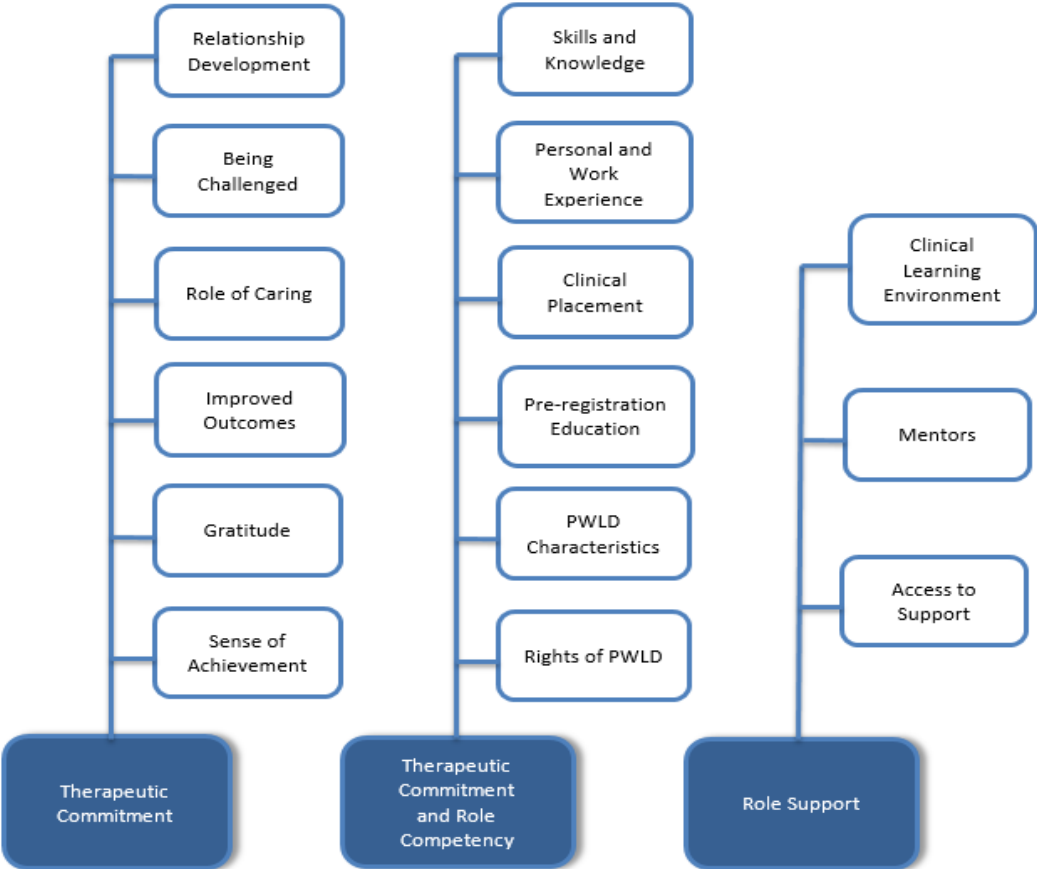 Relationship
Development
Being
Challenged
Role of Caring
Improved
Outcomes
Gratitude
Sense of
Achievement
Therapeutic
Commitment
Skills and
Knowledge
Personal and
Work
Experience
Clinical
Placement
Pre-registration
Education
PWLD
Characteristics
Rights of PWLD
Therapeutic
Commitment
and Role
Competency
Clinical
Learning
Environment
Mentors
Access to
Support
Role Support